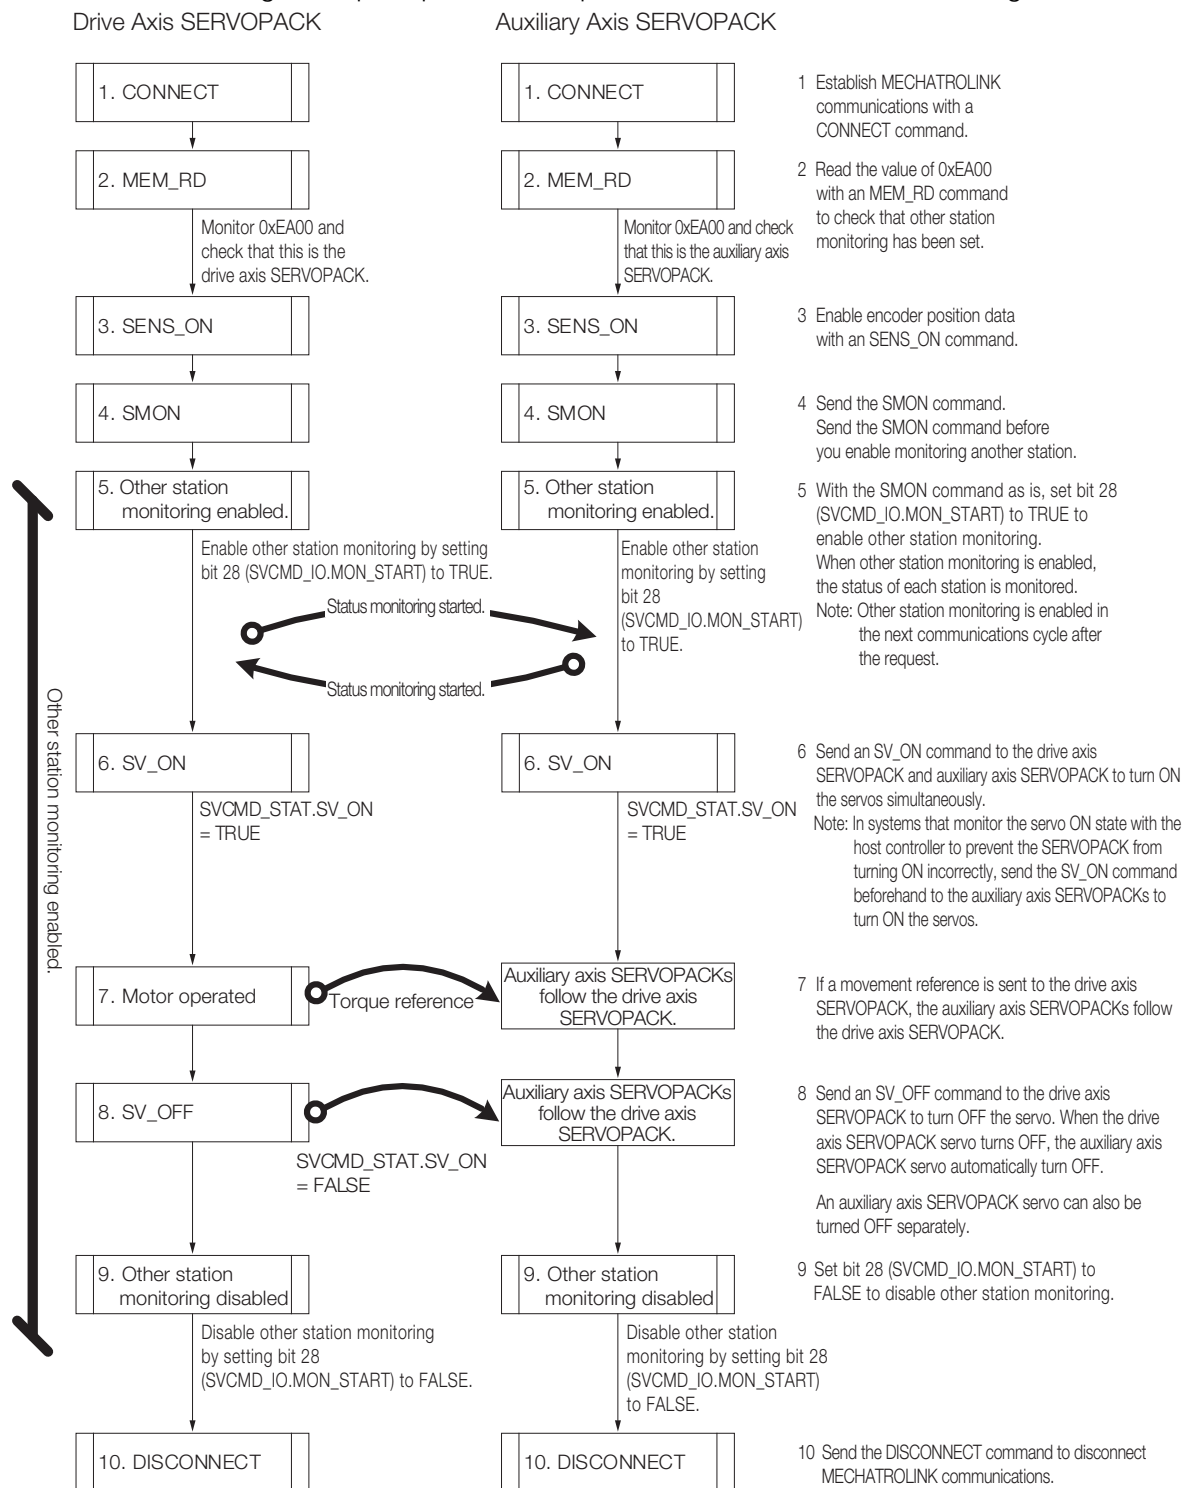 Drive Axis SERVOPACK
Auxiliary Axis SERVOPACK
1. CONNECT
1. CONNECT
1 Establish MECHATROLINK
communications with a
CONNECT command.
2. MEM_RD
2. MEM_RD
2 Read the value of 0xEA00
with an MEM_RD command
to check that other station
monitoring has been set.
Monitor 0xEA00 and
check that this is the
drive axis SERVOPACK.
Monitor 0xEA00 and check
that this is the auxiliary axis
SERVOPACK.
3. SENS_ON
3. SENS_ON
3 Enable encoder position data
with an SENS_ON command.
4. SMON
4. SMON
4 Send the SMON command.
Send the SMON command before
you enable monitoring another station.
5. Other station
monitoring enabled.
5. Other station
monitoring enabled.
5 With the SMON command as is, set bit 28
(SVCMD_IO.MON_START) to TRUE to
enable other station monitoring.
When other station monitoring is enabled,
the status of each station is monitored.
Note: Other station monitoring is enabled in
the next communications cycle after
the request.
Enable other station monitoring by setting
bit 28 (SVCMD_IO.MON_START) to TRUE.
Enable other station
monitoring by setting
bit 28
(SVCMD_IO.MON_START)
to TRUE.
Status monitoring started.
Status monitoring started.
Other station monitoring enabled.
6. SV_ON
6. SV_ON
6 Send an SV_ON command to the drive axis
SERVOPACK and auxiliary axis SERVOPACK to turn ON
the servos simultaneously.
Note: In systems that monitor the servo ON state with the
host controller to prevent the SERVOPACK from
turning ON incorrectly, send the SV_ON command
beforehand to the auxiliary axis SERVOPACKs to
turn ON the servos.
SVCMD_STAT.SV_ON
= TRUE
SVCMD_STAT.SV_ON
= TRUE
7. Motor operated
Torque reference
Auxiliary axis SERVOPACKs
follow the drive axis
SERVOPACK.
7 If a movement reference is sent to the drive axis
SERVOPACK, the auxiliary axis SERVOPACKs follow
the drive axis SERVOPACK.
8. SV_OFF
Auxiliary axis SERVOPACKs
follow the drive axis
SERVOPACK.
8 Send an SV_OFF command to the drive axis
SERVOPACK to turn OFF the servo. When the drive
axis SERVOPACK servo turns OFF, the auxiliary axis
SERVOPACK servo automatically turn OFF.
An auxiliary axis SERVOPACK servo can also be
turned OFF separately.
SVCMD_STAT.SV_ON
= FALSE
9. Other station
monitoring disabled
9. Other station
monitoring disabled
9 Set bit 28 (SVCMD_IO.MON_START) to
FALSE to disable other station monitoring.
Disable other station monitoring
by setting bit 28
(SVCMD_IO.MON_START) to FALSE.
Disable other station
monitoring by setting bit 28
(SVCMD_IO.MON_START)
to FALSE.
10. DISCONNECT
10. DISCONNECT
10 Send the DISCONNECT command to disconnect
MECHATROLINK communications.